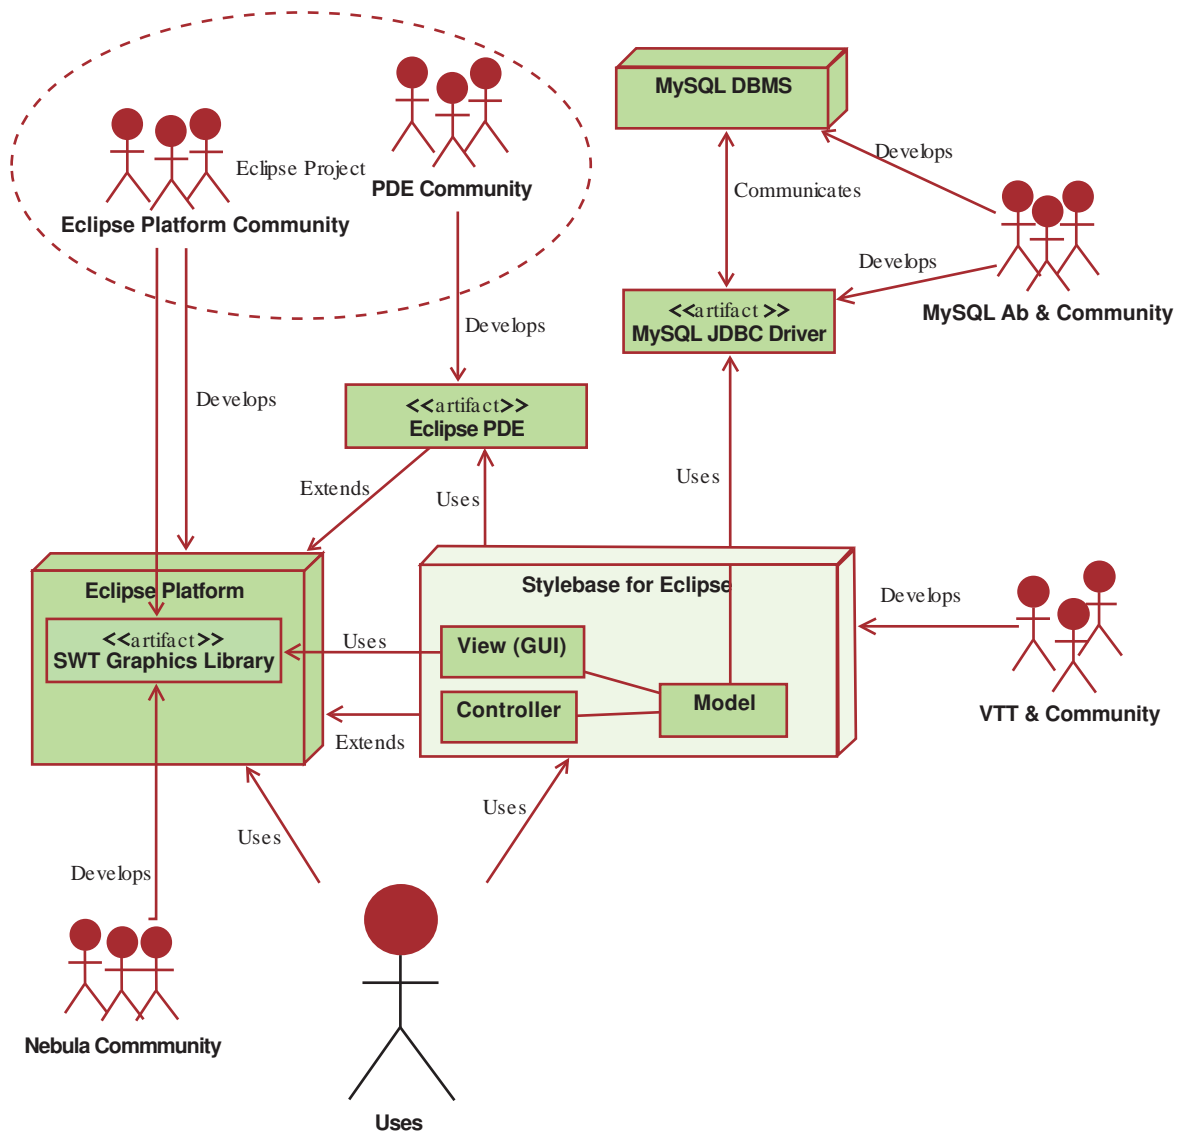 MySQL DBMS
Eclipse Project
PDE Community
Develops
Eclipse Platform Community
Communicates
Develops
<<artifact>>
MySQL JDBC Driver
MySQL Ab & Community
Develops
Develops
<<artifact>>
Eclipse PDE
Extends
Uses
Uses
Eclipse Platform
Stylebase for Eclipse
Develops
<<artifact>>
SWT Graphics Library
Uses
View (GUI)
Controller
Model
VTT & Community
Extends
Uses
Uses
Develops
Nebula Commmunity
Uses